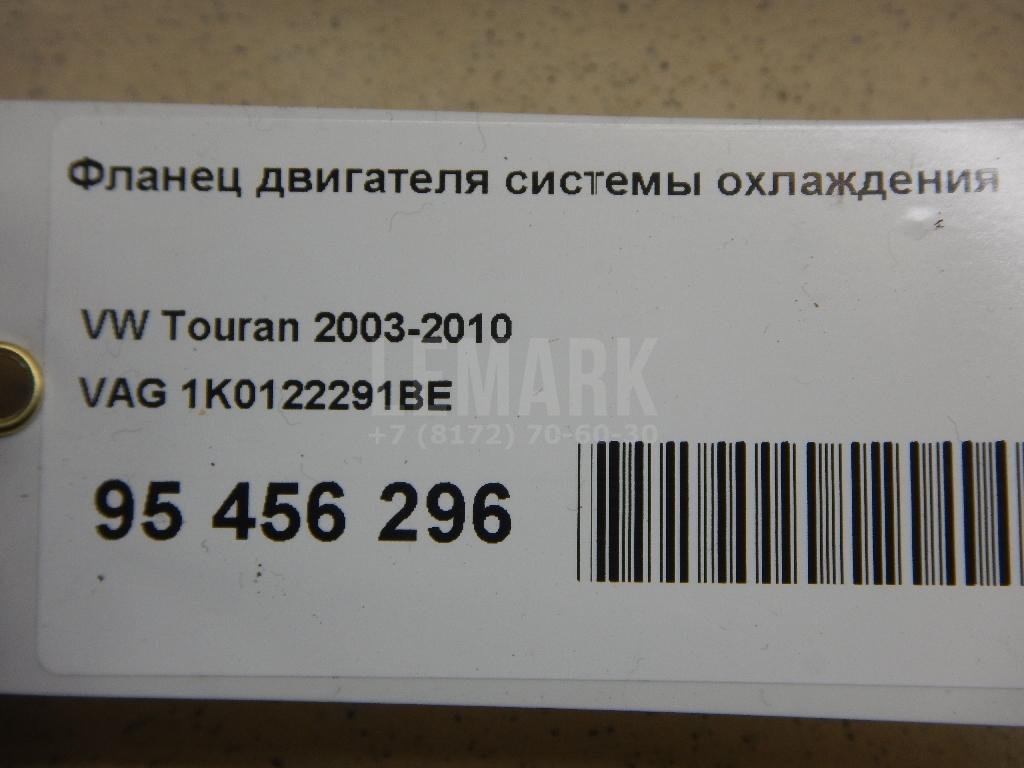 Фланец двигателя системы охлаждения
VW Touran 2003-2010
VAG 1K0122291BE
LEMARK
+7 (8172) 70-60-30
95 456 296